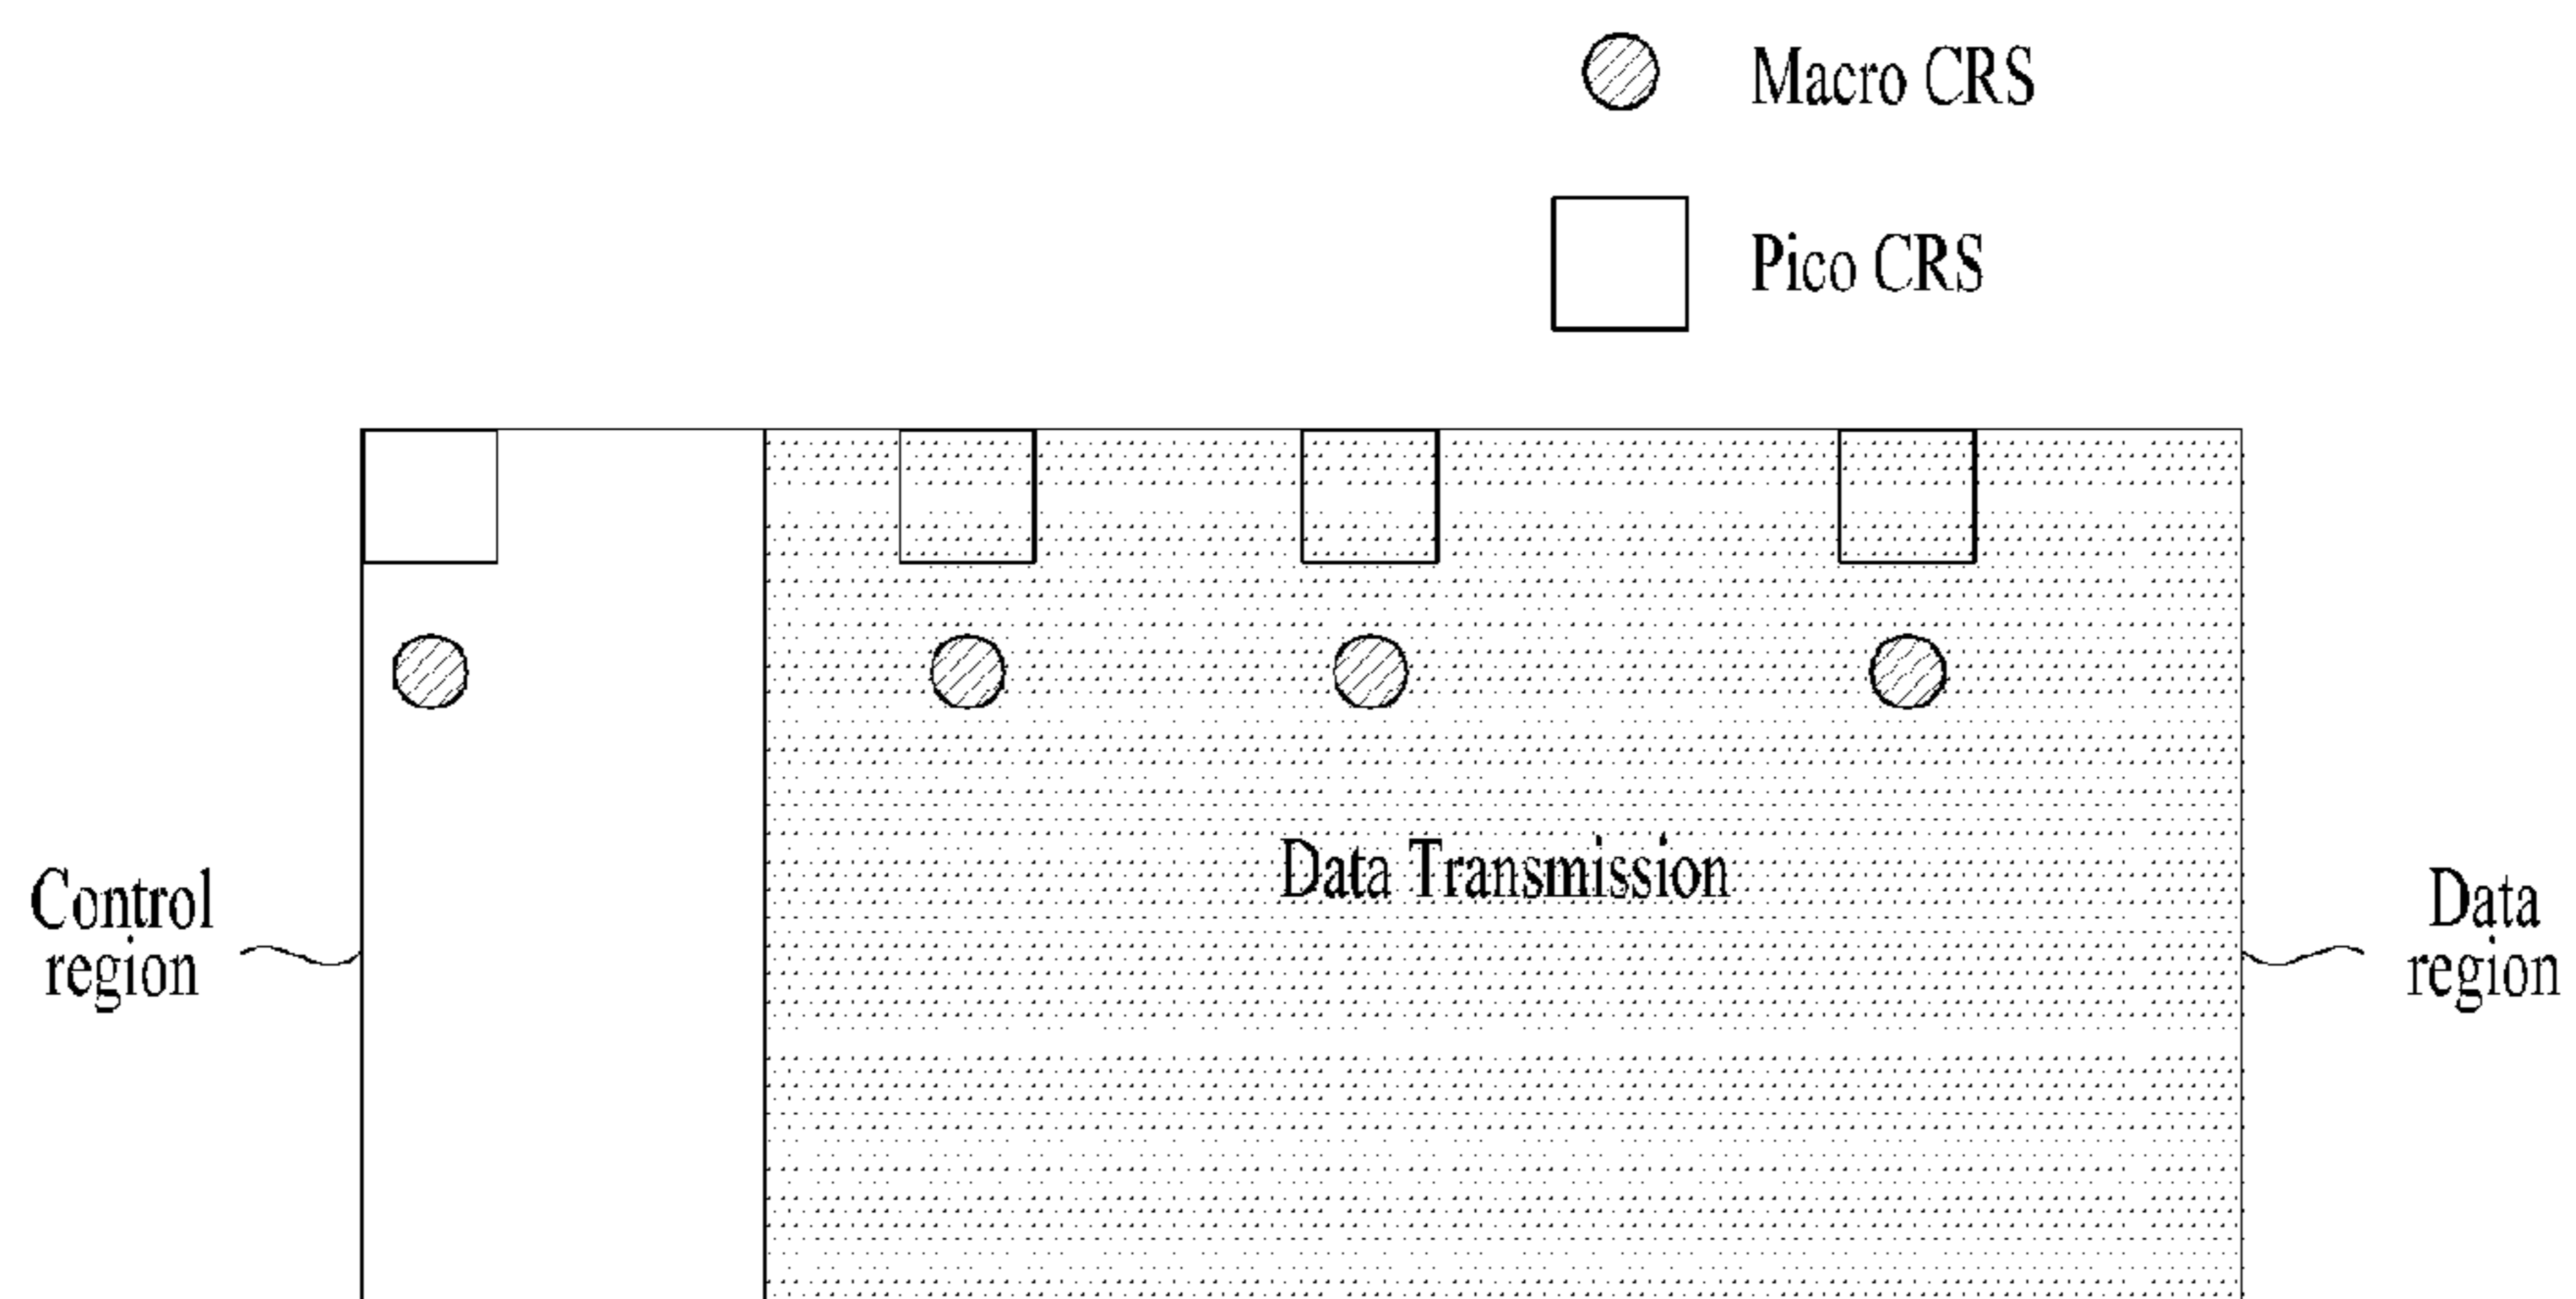 Macro CRS
Pico CRS
Data Transmission
Control
region
Data
region